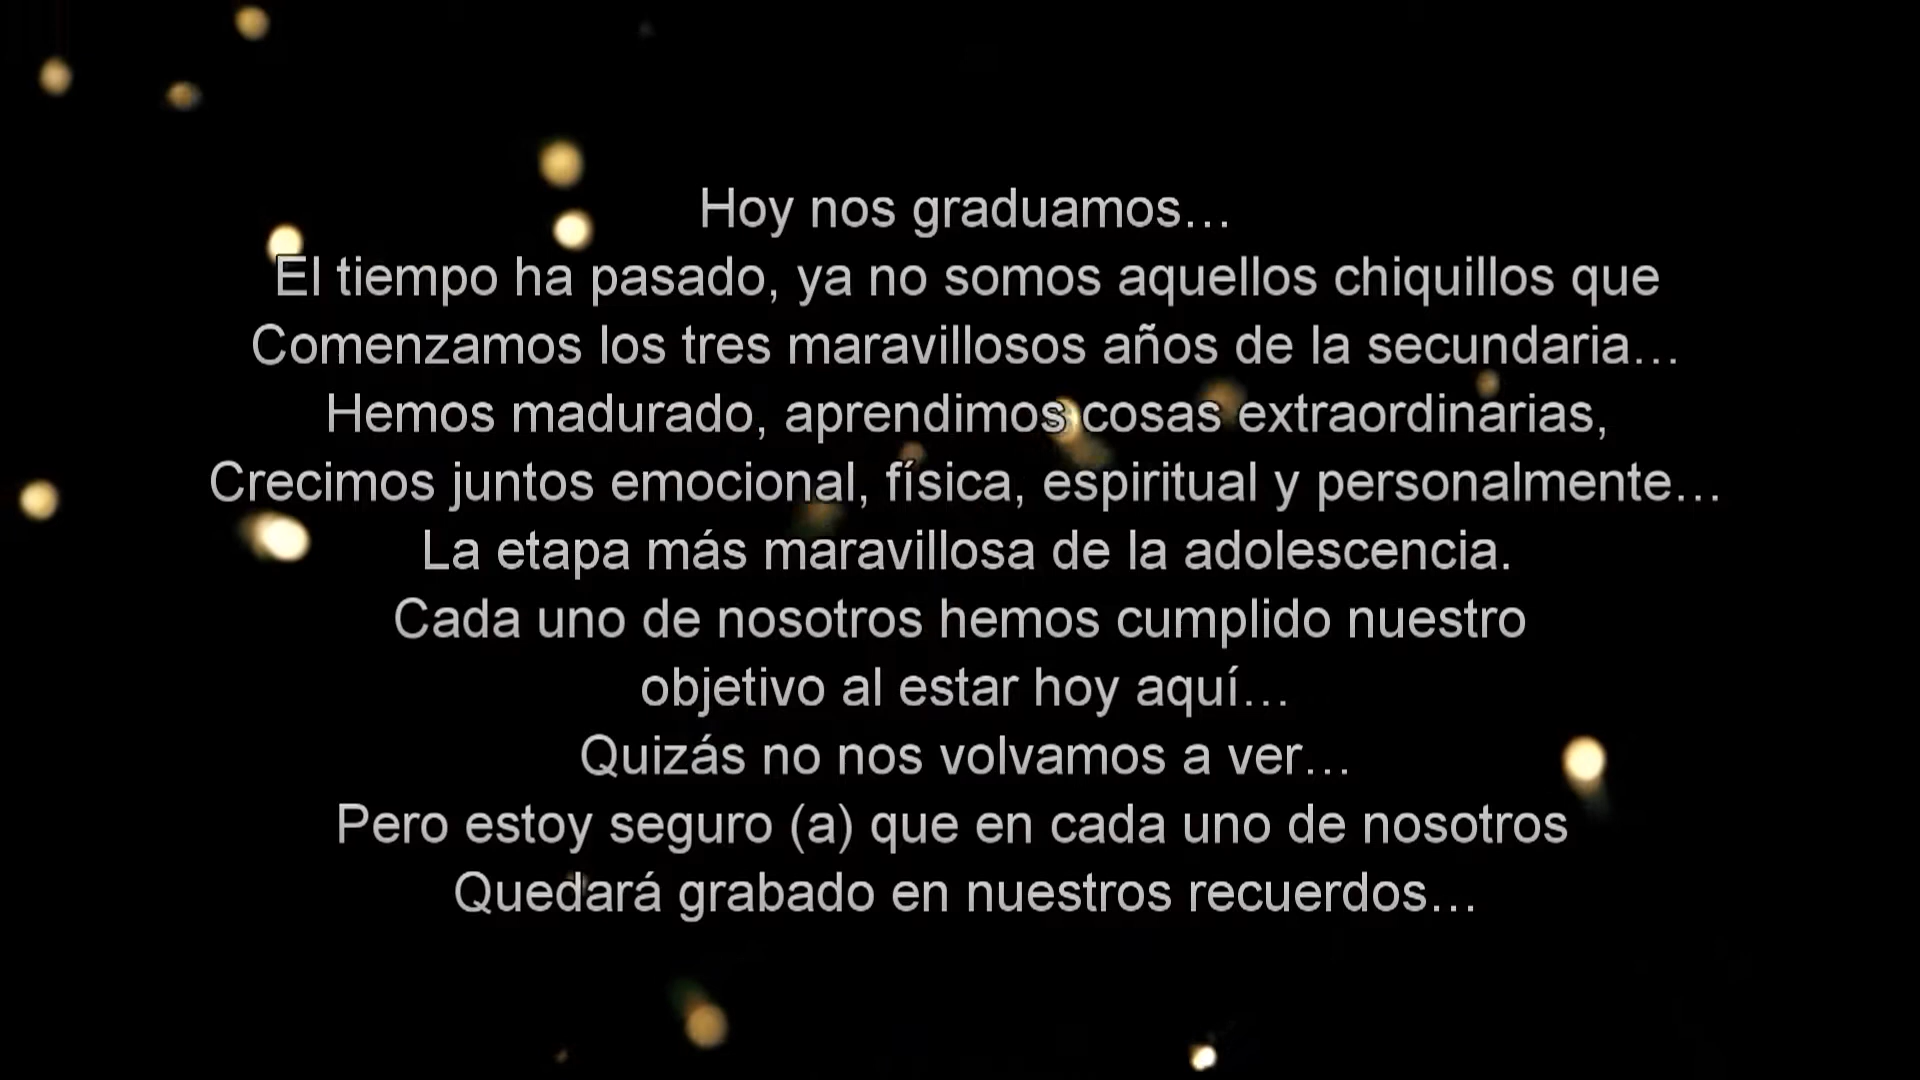 Hoy nos graduamos…
El tiempo ha pasado, ya no somos aquellos chiquillos que
Comenzamos los tres maravillosos años de la secundaria…
Hemos madurado, aprendimos cosas extraordinarias,
Crecimos juntos emocional, física, espiritual y personalmente…
La etapa más maravillosa de la adolescencia.
Cada uno de nosotros hemos cumplido nuestro
objetivo al estar hoy aquí…
Quizás no nos volvamos a ver…
Pero estoy seguro (a) que en cada uno de nosotros
Quedará grabado en nuestros recuerdos…